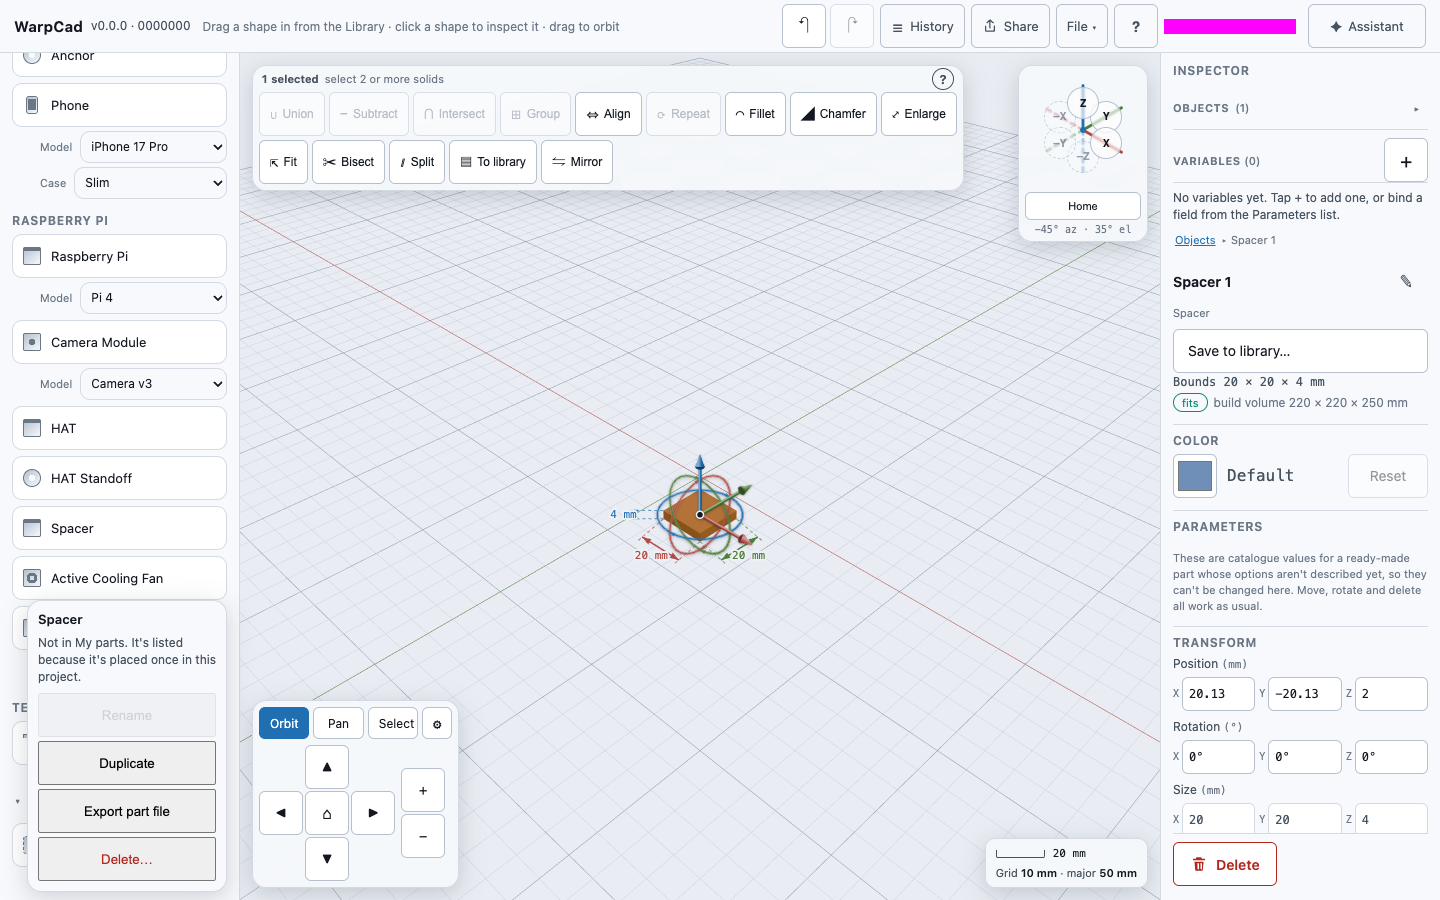 WarpCad v0.0.0 · 0000000 Drag a shape in from the Library · click a shape to inspect it · drag to orbit
History
Share
File
?
Assistant
Anchor
Phone
Model iPhone 17 Pro
Case Slim
RASPBERRY PI
Raspberry Pi
Model Pi 4
Camera Module
Model Camera v3
HAT
HAT Standoff
Spacer
Active Cooling Fan
Spacer
Not in My parts. It's listed
because it's placed once in this
project.
Rename
Duplicate
Export part file
Delete…
TE
1 selected select 2 or more solids
?
Union
Subtract
Intersect
Group
Align
Repeat
Fillet
Chamfer
Enlarge
Fit
Bisect
Split
To library
Mirror
Z
Y
X
−X
−Y
−Z
Home
−45° az · 35° el
4 mm
20 mm
20 mm
Orbit
Pan
Select
+
−
20 mm
Grid 10 mm · major 50 mm
INSPECTOR
OBJECTS (1)
VARIABLES (0)
+
No variables yet. Tap + to add one, or bind a
field from the Parameters list.
Objects ▸ Spacer 1
Spacer 1
Spacer
Save to library…
Bounds 20 × 20 × 4 mm
fits build volume 220 × 220 × 250 mm
COLOR
Default
Reset
PARAMETERS
These are catalogue values for a ready-made
part whose options aren't described yet, so they
can't be changed here. Move, rotate and delete
all work as usual.
TRANSFORM
Position (mm)
X 20.13 Y −20.13 Z 2
Rotation (°)
X 0° Y 0° Z 0°
Size (mm)
X 20 Y 20 Z 4
Delete